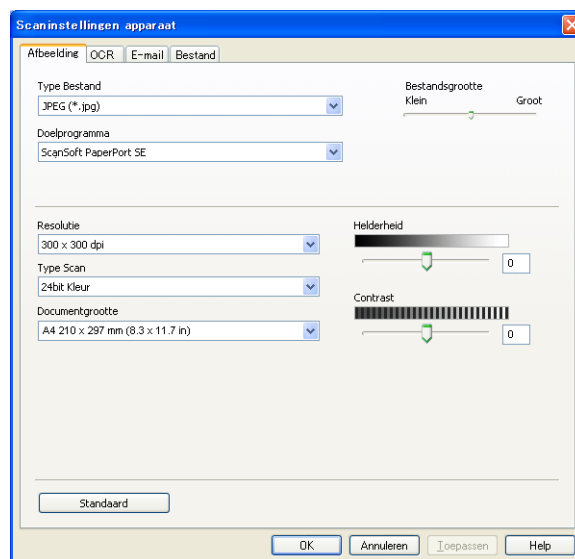 Scaninstellingen apparaat
Afbeelding OCR E-mail Bestand
Type Bestand
JPEG (*.jpg)
Bestandsgrootte
Klein Groot
Doelprogramma
ScanSoft PaperPort SE
Resolutie
300 x 300 dpi
Helderheid
0
Type Scan
24bit Kleur
Documentgrootte
A4 210 x 297 mm (8.3 x 11.7 in)
Contrast
0
Standaard
OK Annuleren Toepassen Help